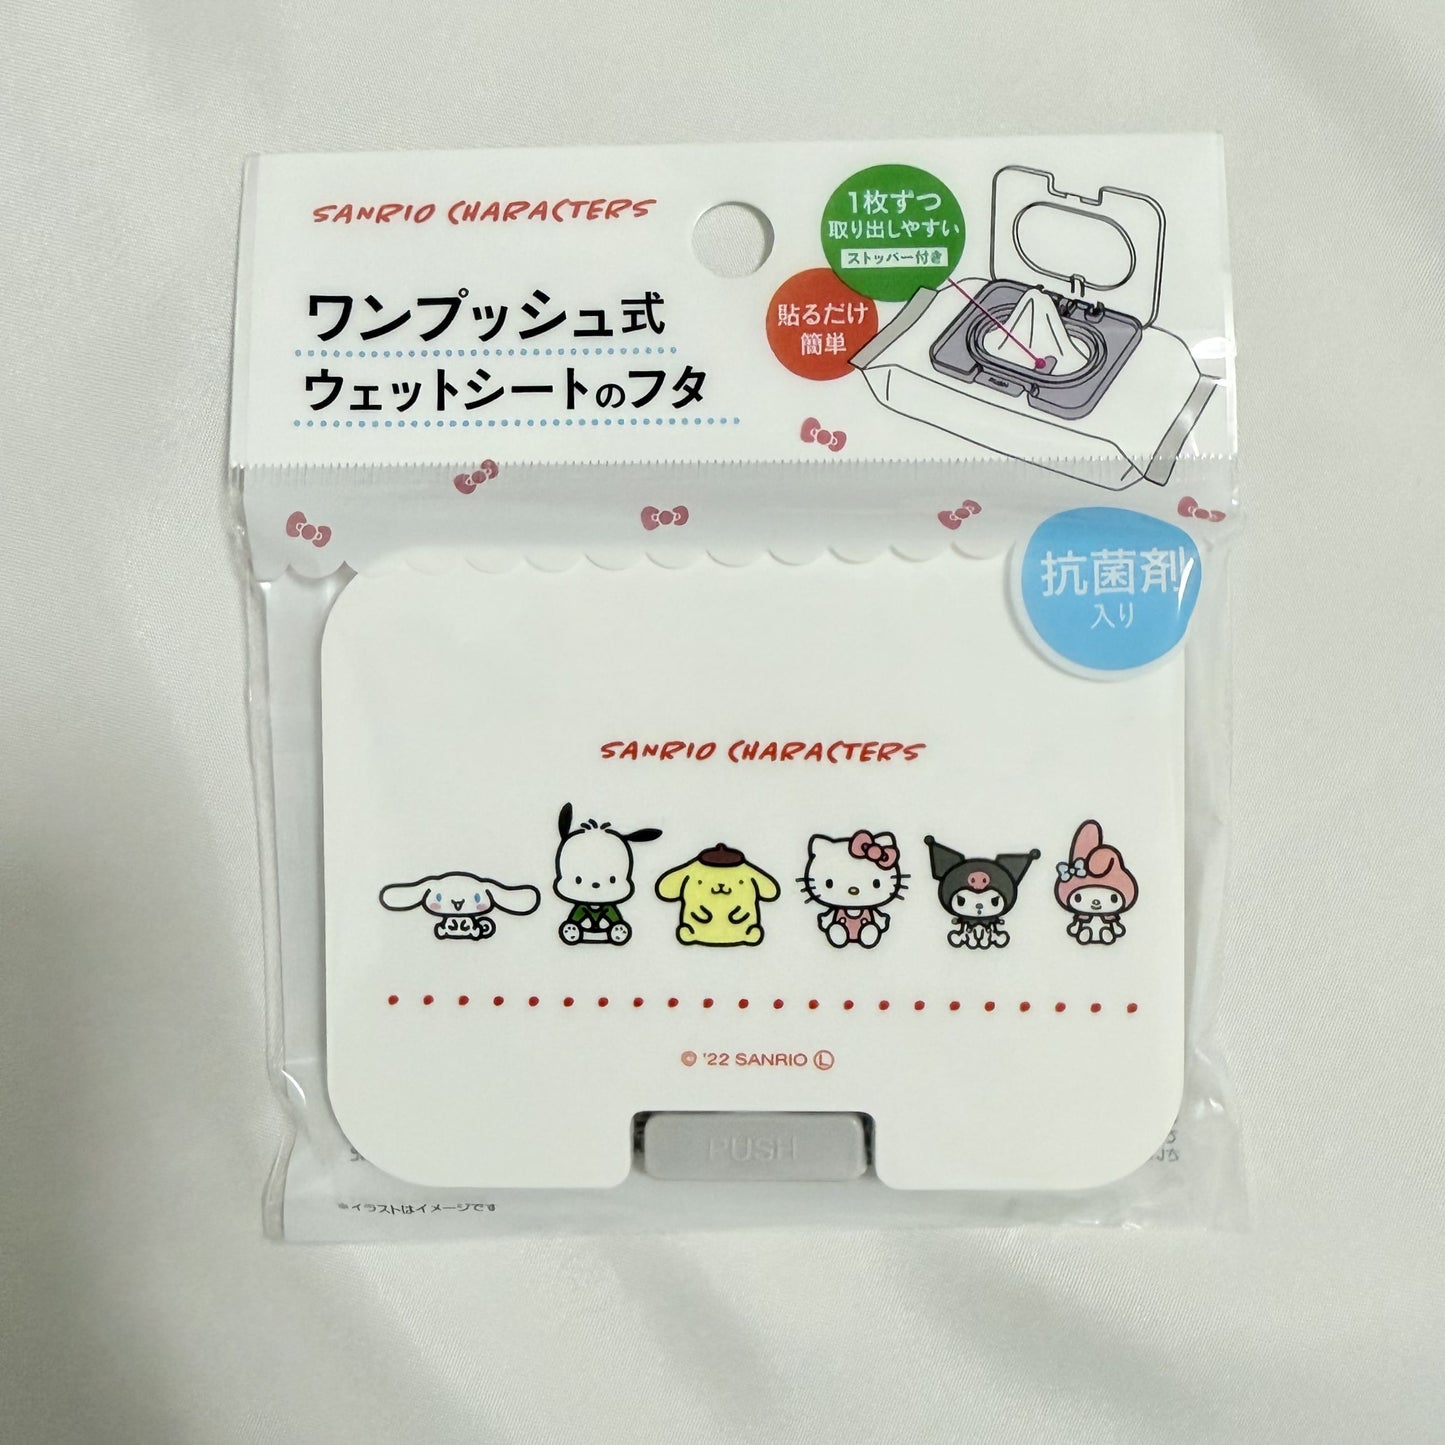 SANRIO CHARACTERS
ワンプッシュ式
ウェットシートのフタ
1枚ずつ
取り出しやすい
ストッパー付き
貼るだけ
簡単
抗菌剤
入り
SANRIO CHARACTERS
© '22 SANRIO Ⓛ
PUSH
※イラストはイメージです